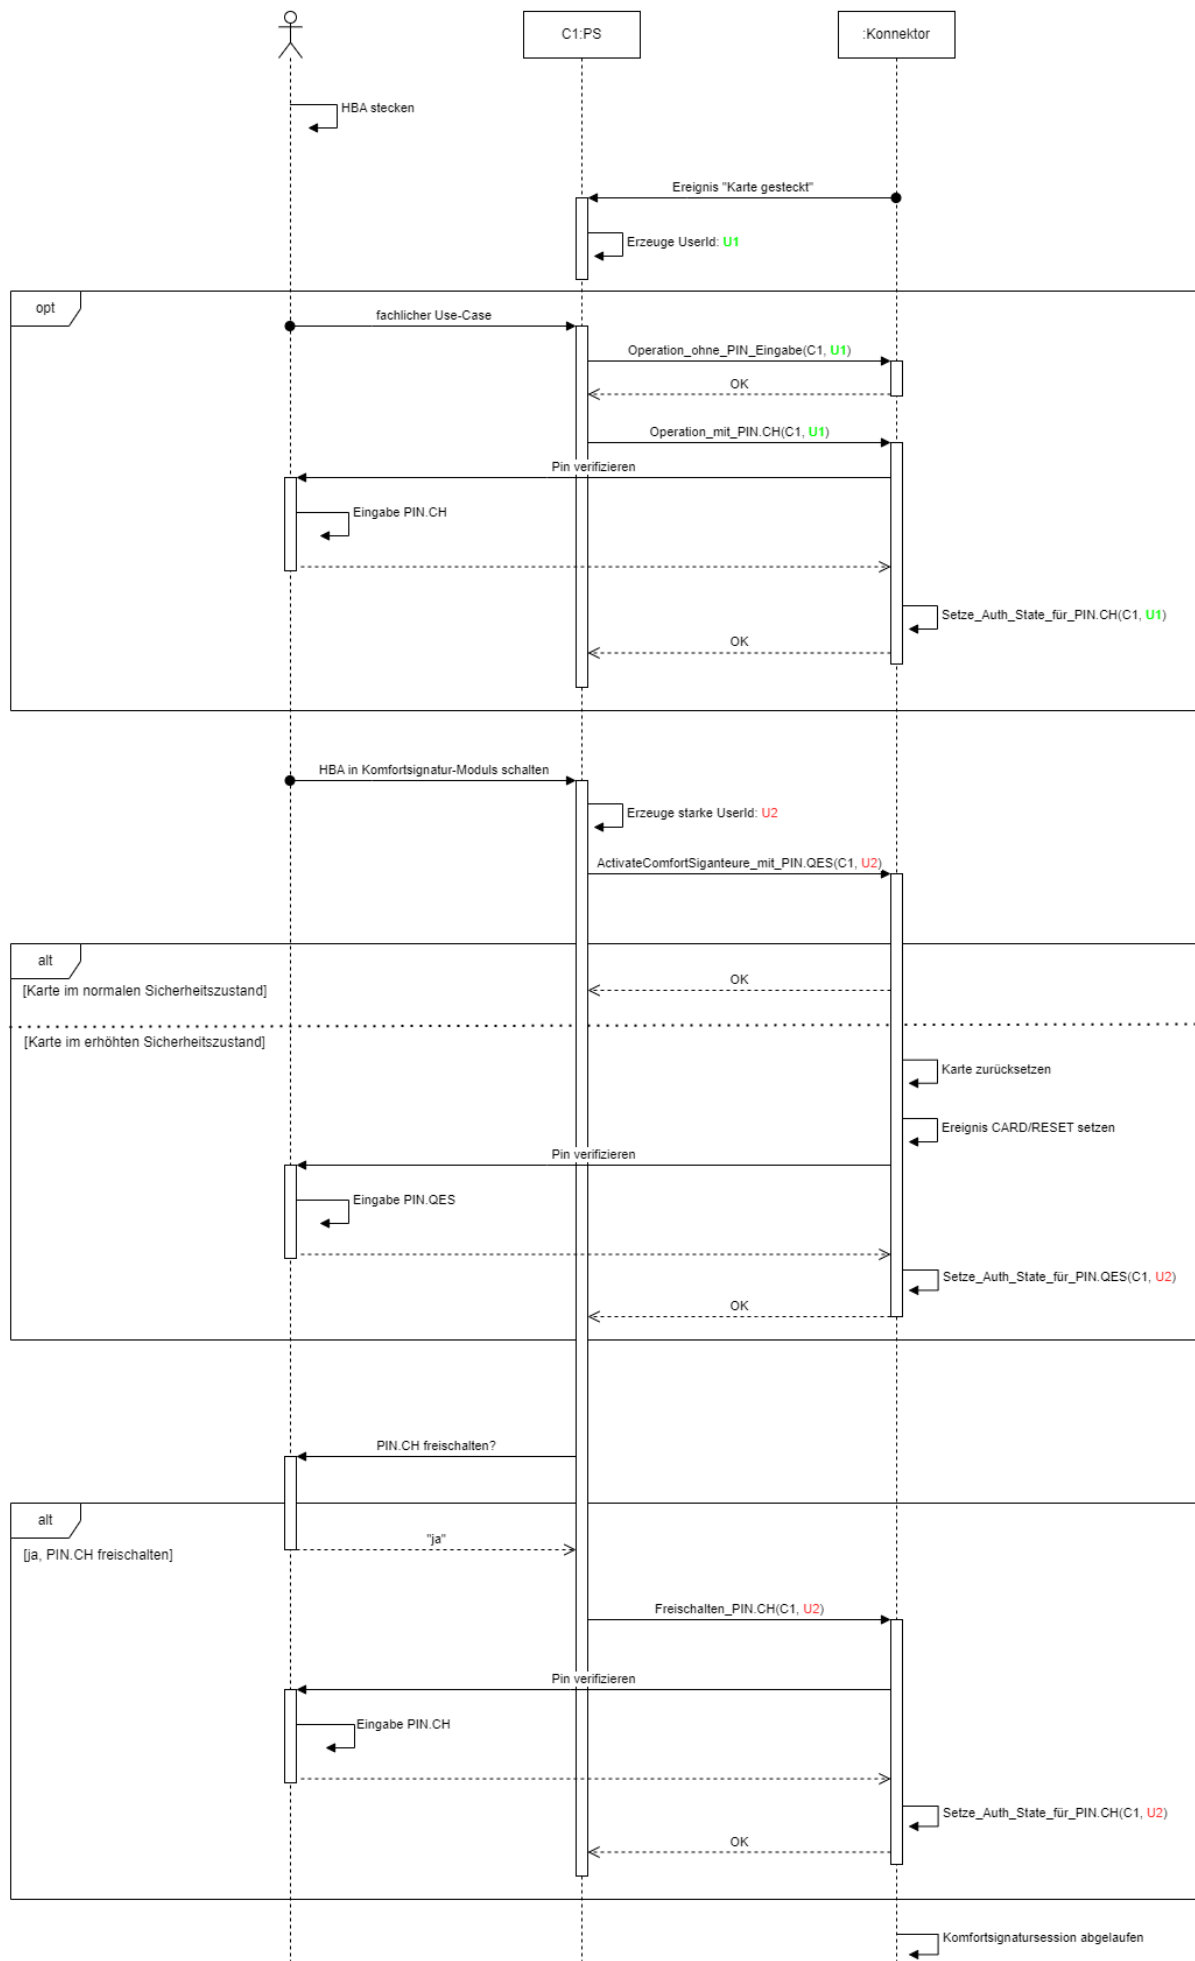 C1:PS
:Konnektor
HBA stecken
Ereignis "Karte gesteckt"
Erzeuge UserId: U1
opt
fachlicher Use-Case
Operation_ohne_PIN_Eingabe(C1, U1)
OK
Operation_mit_PIN.CH(C1, U1)
Pin verifizieren
Eingabe PIN.CH
Setze_Auth_State_für_PIN.CH(C1, U1)
OK
HBA in Komfortsignatur-Moduls schalten
Erzeuge starke UserId: U2
ActivateComfortSiganteure_mit_PIN.QES(C1, U2)
alt
OK
[Karte im normalen Sicherheitszustand]
[Karte im erhöhten Sicherheitszustand]
Karte zurücksetzen
Ereignis CARD/RESET setzen
Pin verifizieren
Eingabe PIN.QES
Setze_Auth_State_für_PIN.QES(C1, U2)
OK
PIN.CH freischalten?
alt
"ja"
[ja, PIN.CH freischalten]
Freischalten_PIN.CH(C1, U2)
Pin verifizieren
Eingabe PIN.CH
Setze_Auth_State_für_PIN.CH(C1, U2)
OK
Komfortsignatursession abgelaufen